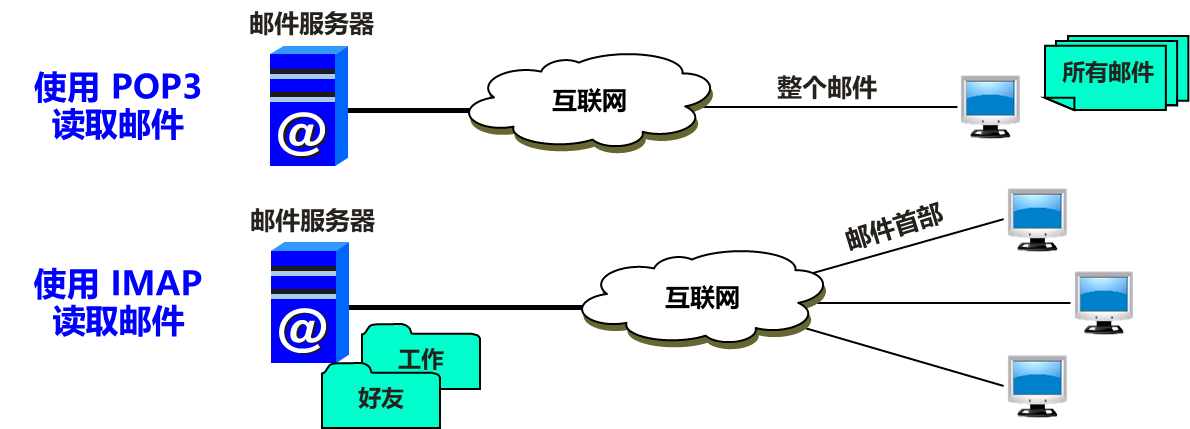 邮件服务器
使用 POP3
读取邮件
@
互联网
整个邮件
所有邮件
邮件服务器
使用 IMAP
读取邮件
@
互联网
邮件首部
工作
好友